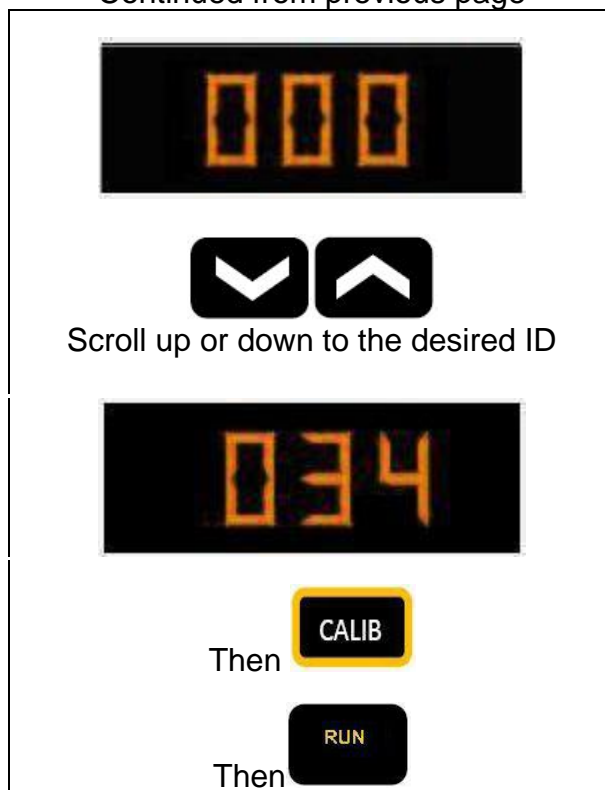 Continued from previous page
000
Scroll up or down to the desired ID
034
Then CALIB
Then RUN